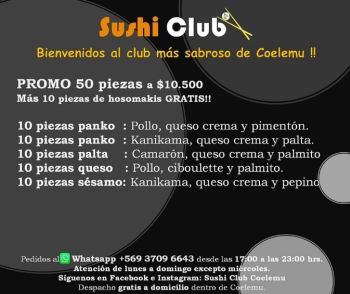 Sushi Club
Bienvenidos al club más sabroso de Coelemu !!
PROMO 50 piezas a $10.500
Más 10 piezas de hosomakis GRATIS!!
10 piezas panko : Pollo, queso crema y pimentón.
10 piezas panko : Kanikama, queso crema y palta.
10 piezas palta : Camarón, queso crema y palmito
10 piezas queso : Pollo, ciboulette y palmito.
10 piezas sésamo: Kanikama, queso crema y pepino
Pedidos al Whatsapp +569 3709 6643 desde las 17:00 a las 23:00 hrs.
Atención de lunes a domingo excepto miércoles.
Síguenos en Facebook e Instagram: Sushi Club Coelemu
Despacho gratis a domicilio dentro de Coelemu.